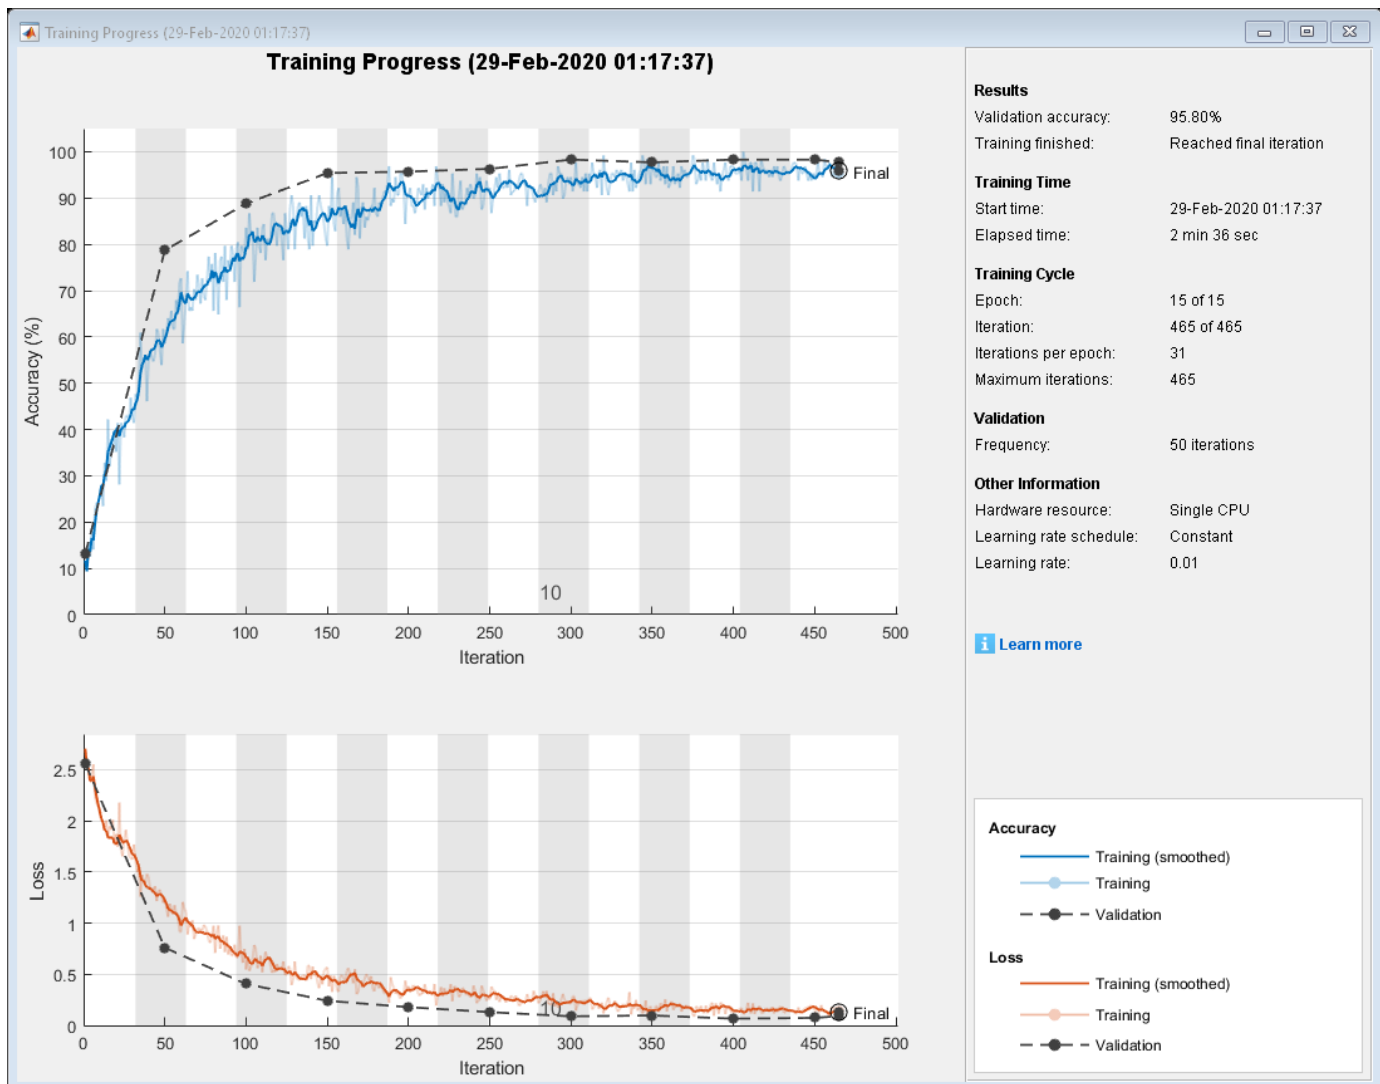 Training Progress (29-Feb-2020 01:17:37)
Training Progress (29-Feb-2020 01:17:37)
100
90
80
70
60
50
40
30
20
10
0
Accuracy (%)
Final
10
0 50 100 150 200 250 300 350 400 450 500
Iteration
2.5
2
1.5
1
0.5
0
Loss
Final
10
0 50 100 150 200 250 300 350 400 450 500
Iteration
Results
Validation accuracy: 95.80%
Training finished: Reached final iteration
Training Time
Start time: 29-Feb-2020 01:17:37
Elapsed time: 2 min 36 sec
Training Cycle
Epoch: 15 of 15
Iteration: 465 of 465
Iterations per epoch: 31
Maximum iterations: 465
Validation
Frequency: 50 iterations
Other Information
Hardware resource: Single CPU
Learning rate schedule: Constant
Learning rate: 0.01
i Learn more
Accuracy
Training (smoothed)
Training
Validation
Loss
Training (smoothed)
Training
Validation